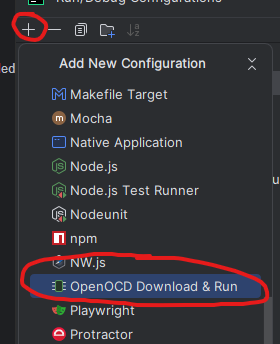 Run/Debug Configurations
led
Add New Configuration
Makefile Target
Mocha
Native Application
Node.js
Node.js Test Runner
Nodeunit
npm
NW.js
OpenOCD Download & Run
Playwright
Protractor